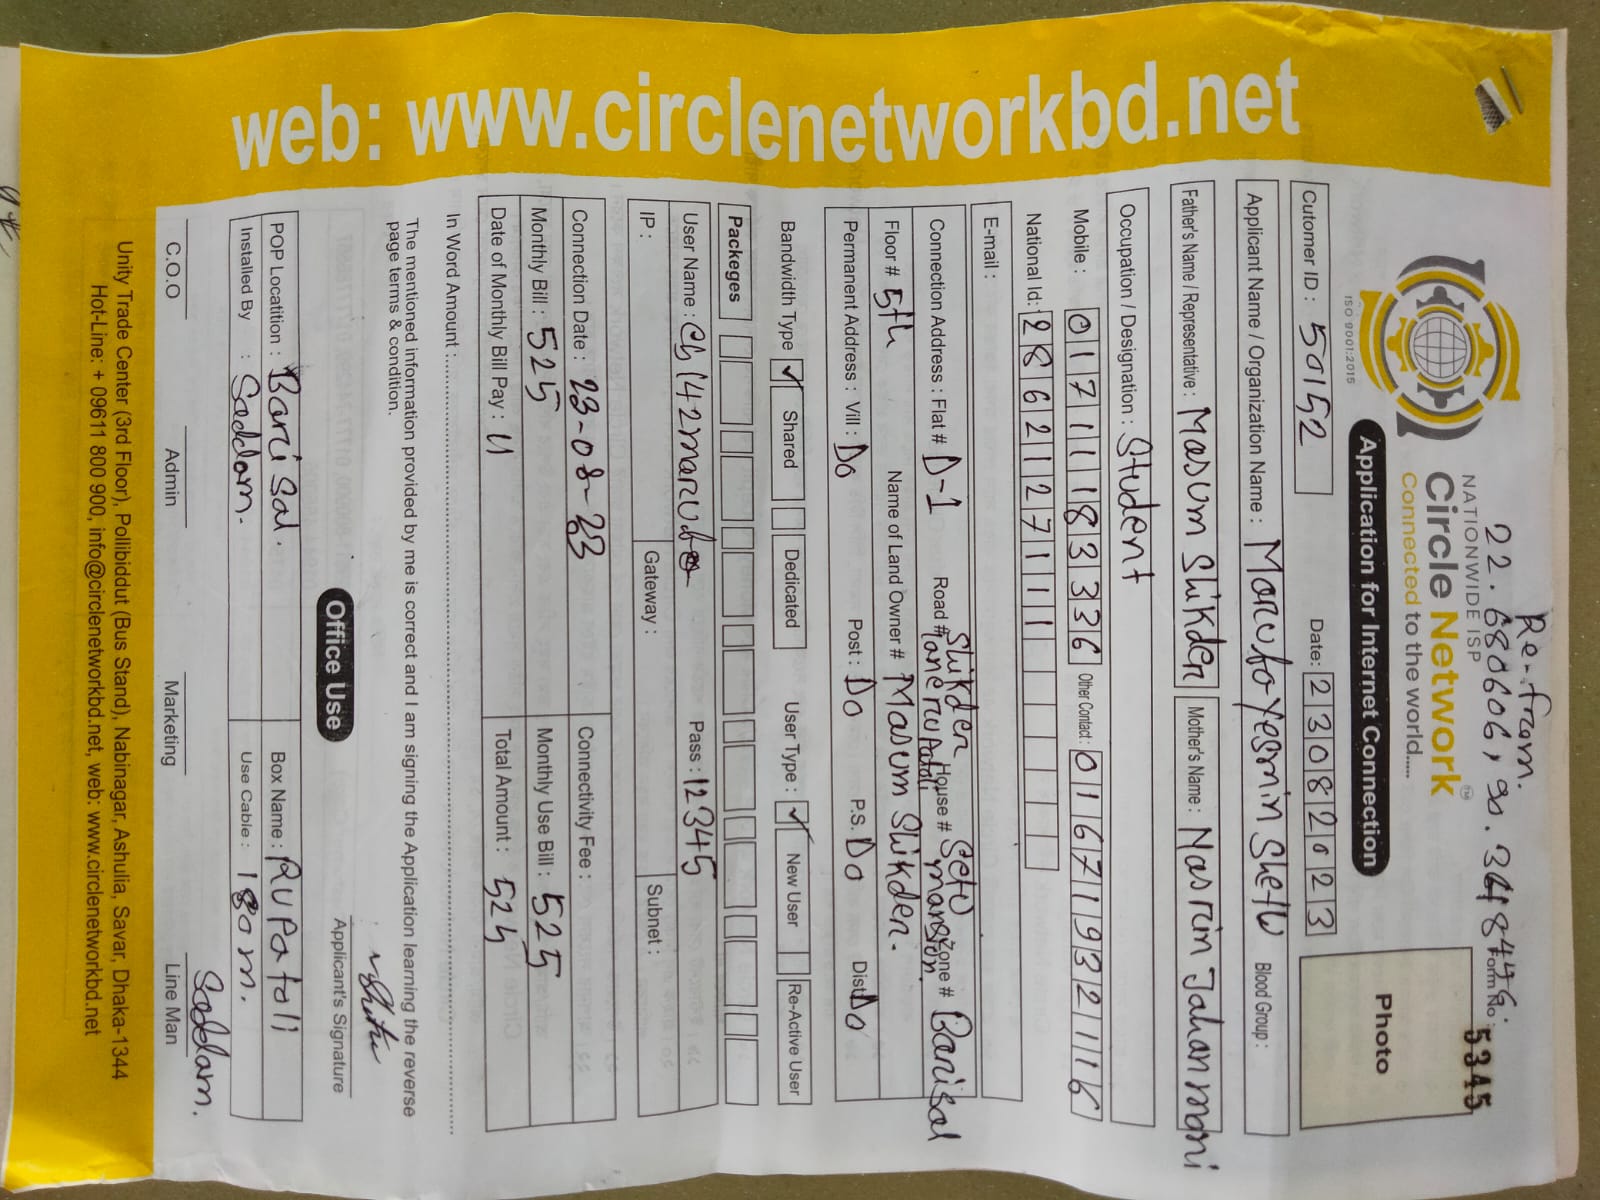 Re-from.
22.680606, 90.348446.
NATIONWIDE ISP
Circle Network TM
Connected to the world.....
ISO 9001:2015
Form No: 5345
Application for Internet Connection
Photo
Cutomer ID : 50152 Date: 23082023
Applicant Name / Organization Name : Marufa Yesmin Shetu Blood Group :
Father's Name / Representative : Masum Shikder Mother's Name : Nasrin Jahan moni
Occupation / Designation : Student
Mobile : 01711183336 Other Contact : 01671932116
National Id: 2862127111
E-mail :
Connection Address : Flat # D-1 Road # Shikder House # Setu mansion. Zone # Barisal
Floor # 5th Name of Land Owner # Masum Shikder.
Permanent Address : Vill : Do Post : Do P.S. Do Dist Do
Bandwidth Type : ✓ Shared Dedicated User Type : ✓ New User Re-Active User
Packeges
User Name : Pass : 12345
IP : Gateway : Subnet :
Connection Date : 23-08-23 Connectivity Fee :
Monthly Bill : 525 Monthly Use Bill : 525
Date of Monthly Bill Pay : Total Amount : 525
In Word Amount :
The mentioned information provided by me is correct and I am signing the Application learning the reverse
page terms & condition.
Shetu
Applicant's Signature
Office Use
POP Locatition : Barisal. Box Name : Rupatoli
Installed By : Saddam. Use Cable : 180 m.
Saddam.
C.O.O Admin Marketing Line Man
Unity Trade Center (3rd Floor), Pollibiddut (Bus Stand), Nabinagar, Ashulia, Savar, Dhaka-1344
Hot-Line: + 09611 800 900, info@circlenetworkbd.net, web: www.circlenetworkbd.net
web: www.circlenetworkbd.net